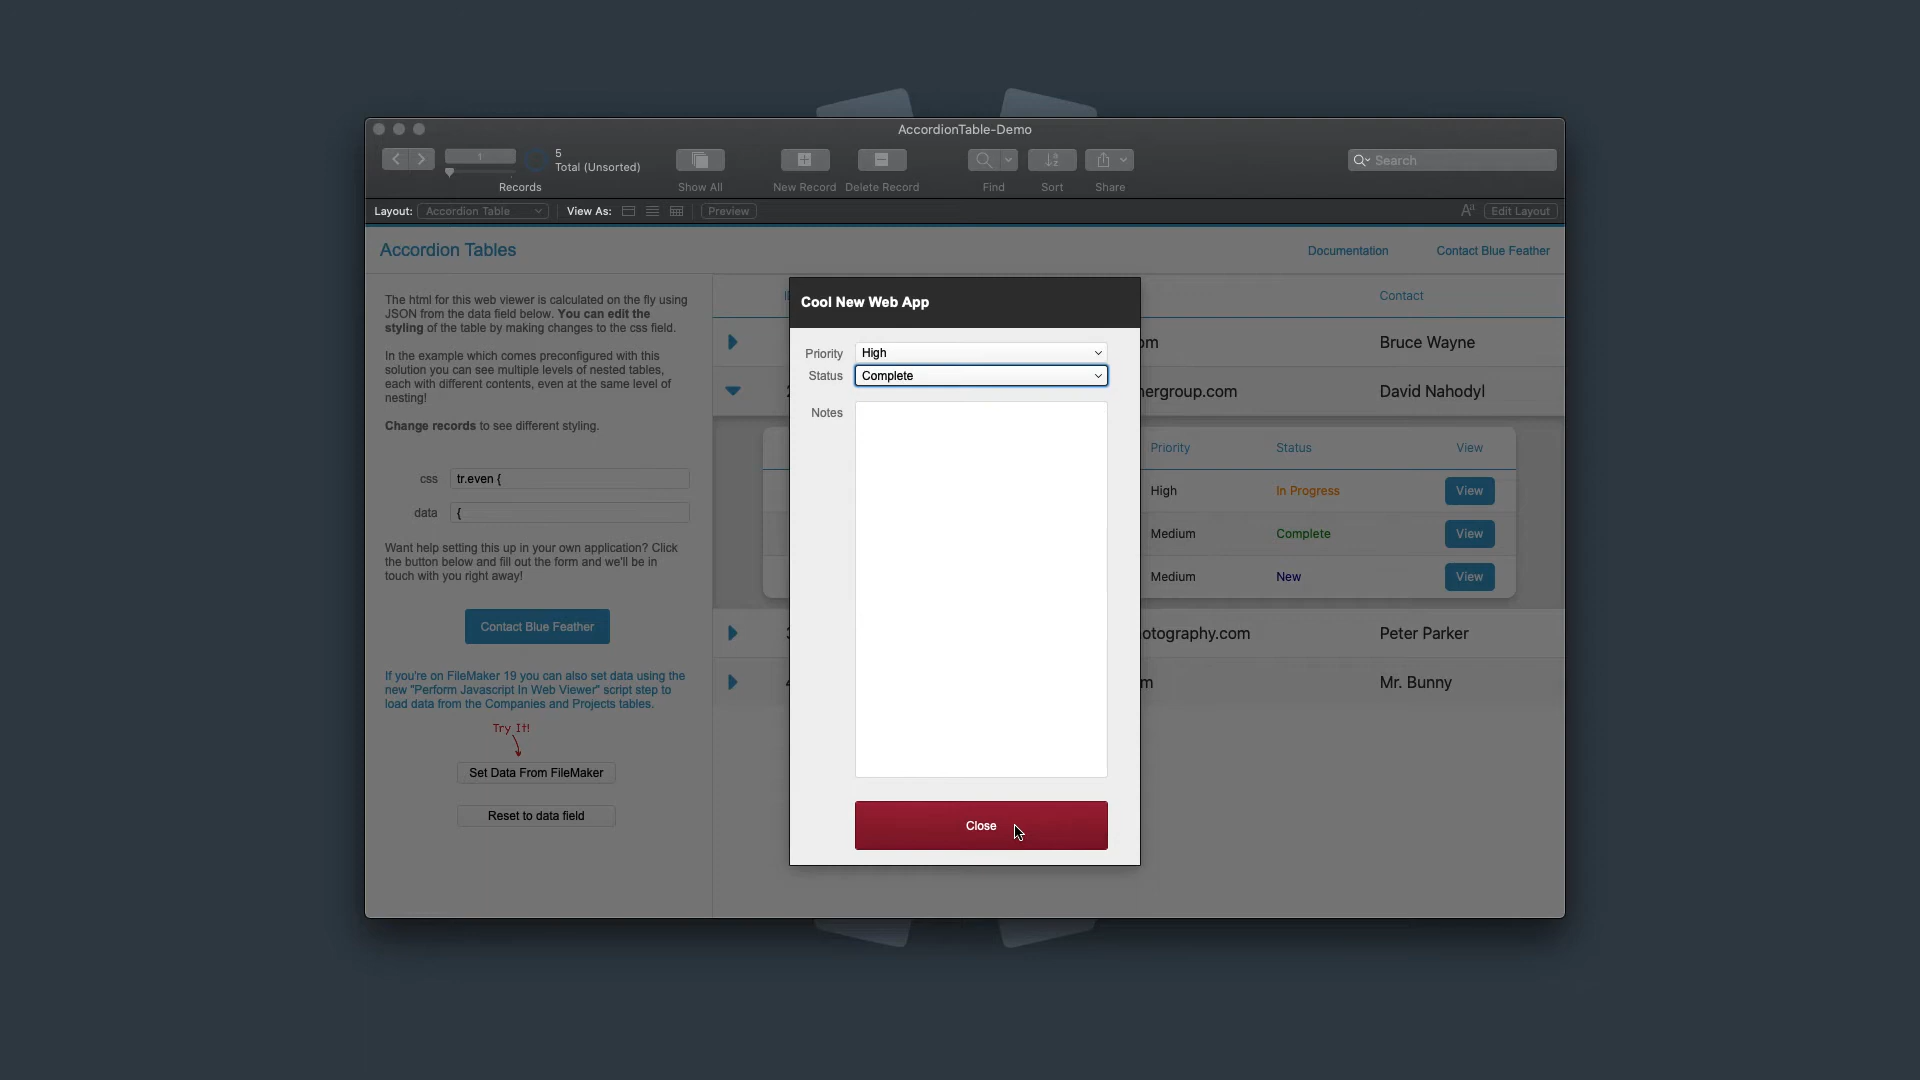 AccordionTable-Demo
1
5
Total (Unsorted)
Records
Show All
New Record
Delete Record
Find
Sort
Share
Search
Layout:
Accordion Table
View As:
Preview
Edit Layout
Accordion Tables
Documentation
Contact Blue Feather
The html for this web viewer is calculated on the fly using
JSON from the data field below. You can edit the
styling of the table by making changes to the css field.
In the example which comes preconfigured with this
solution you can see multiple levels of nested tables,
each with different contents, even at the same level of
nesting!
Change records to see different styling.
css
tr.even {
data
{
Want help setting this up in your own application? Click
the button below and fill out the form and we'll be in
touch with you right away!
Contact Blue Feather
If you're on FileMaker 19 you can also set data using the
new "Perform Javascript In Web Viewer" script step to
load data from the Companies and Projects tables.
Try It!
Set Data From FileMaker
Reset to data field
Cool New Web App
Priority
High
Status
Complete
Notes
Close
Contact
om
Bruce Wayne
hergroup.com
David Nahodyl
Priority
Status
View
High
In Progress
View
Medium
Complete
View
Medium
New
View
otography.com
Peter Parker
m
Mr. Bunny